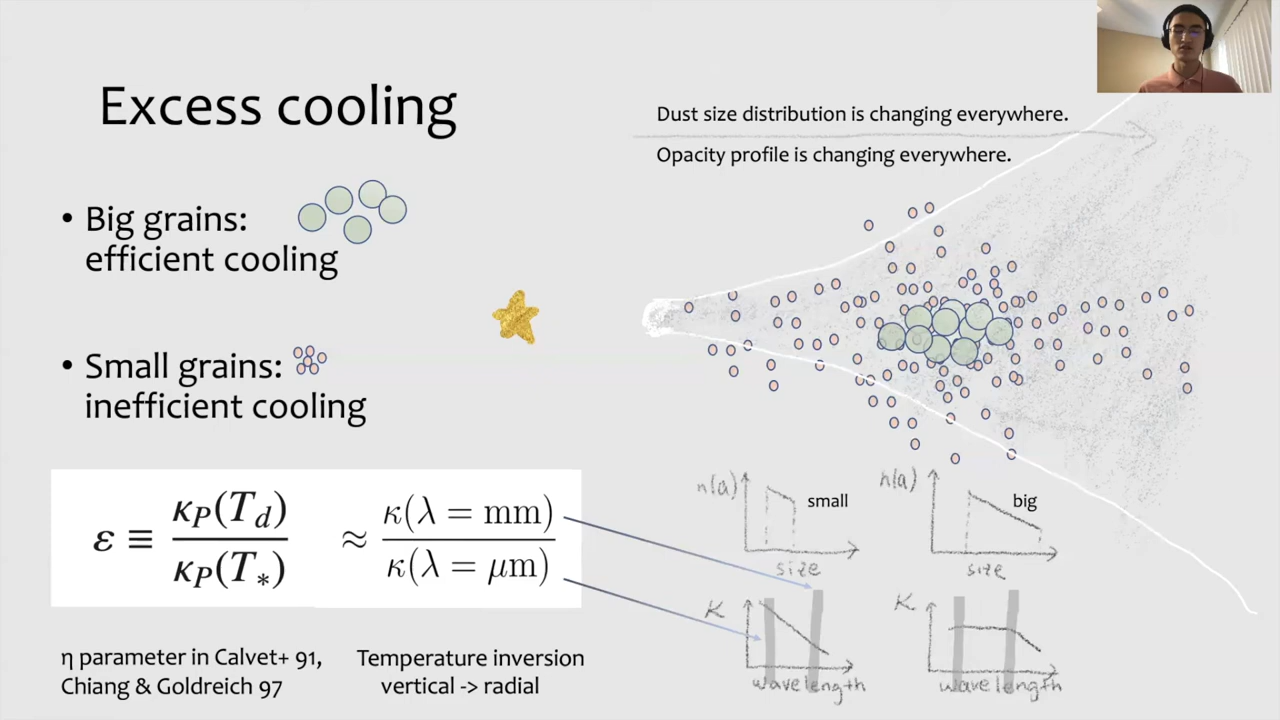 Excess cooling
• Big grains:
efficient cooling
• Small grains:
inefficient cooling
ε ≡ κP(Td) / κP(T*) ≈ κ(λ = mm) / κ(λ = μm)
η parameter in Calvet+ 91,
Chiang & Goldreich 97
Temperature inversion
vertical -> radial
Dust size distribution is changing everywhere.
Opacity profile is changing everywhere.
n(a)
small
size
n(a)
big
size
K
wavelength
K
wavelength